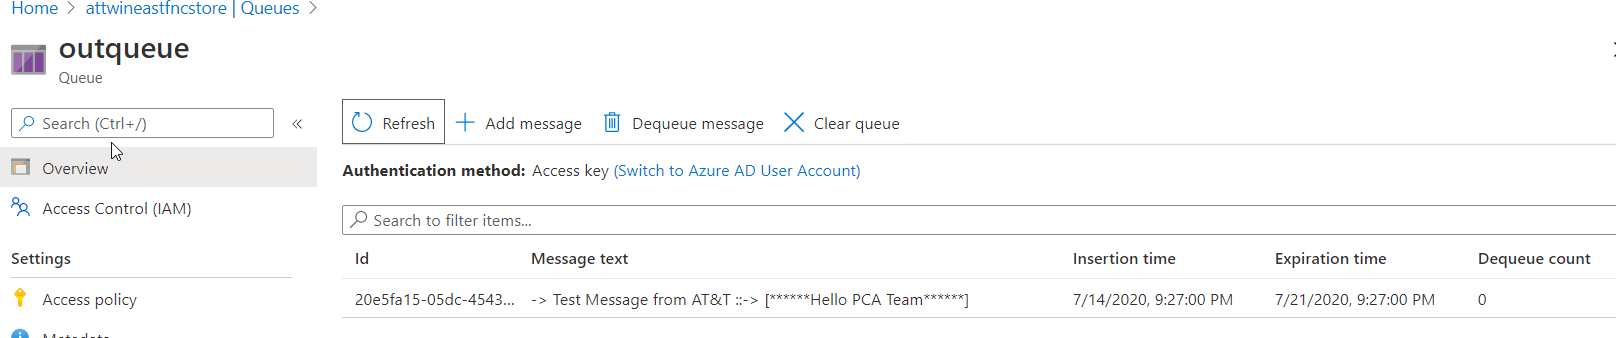 Home > attwineastfncstore | Queues >
outqueue
Queue
Search (Ctrl+/)
«
Overview
Access Control (IAM)
Settings
Access policy
Metadata
Refresh
Add message
Dequeue message
Clear queue
Authentication method: Access key (Switch to Azure AD User Account)
Search to filter items...
Id Message text Insertion time Expiration time Dequeue count
20e5fa15-05dc-4543... -> Test Message from AT&T ::-> [******Hello PCA Team******] 7/14/2020, 9:27:00 PM 7/21/2020, 9:27:00 PM 0